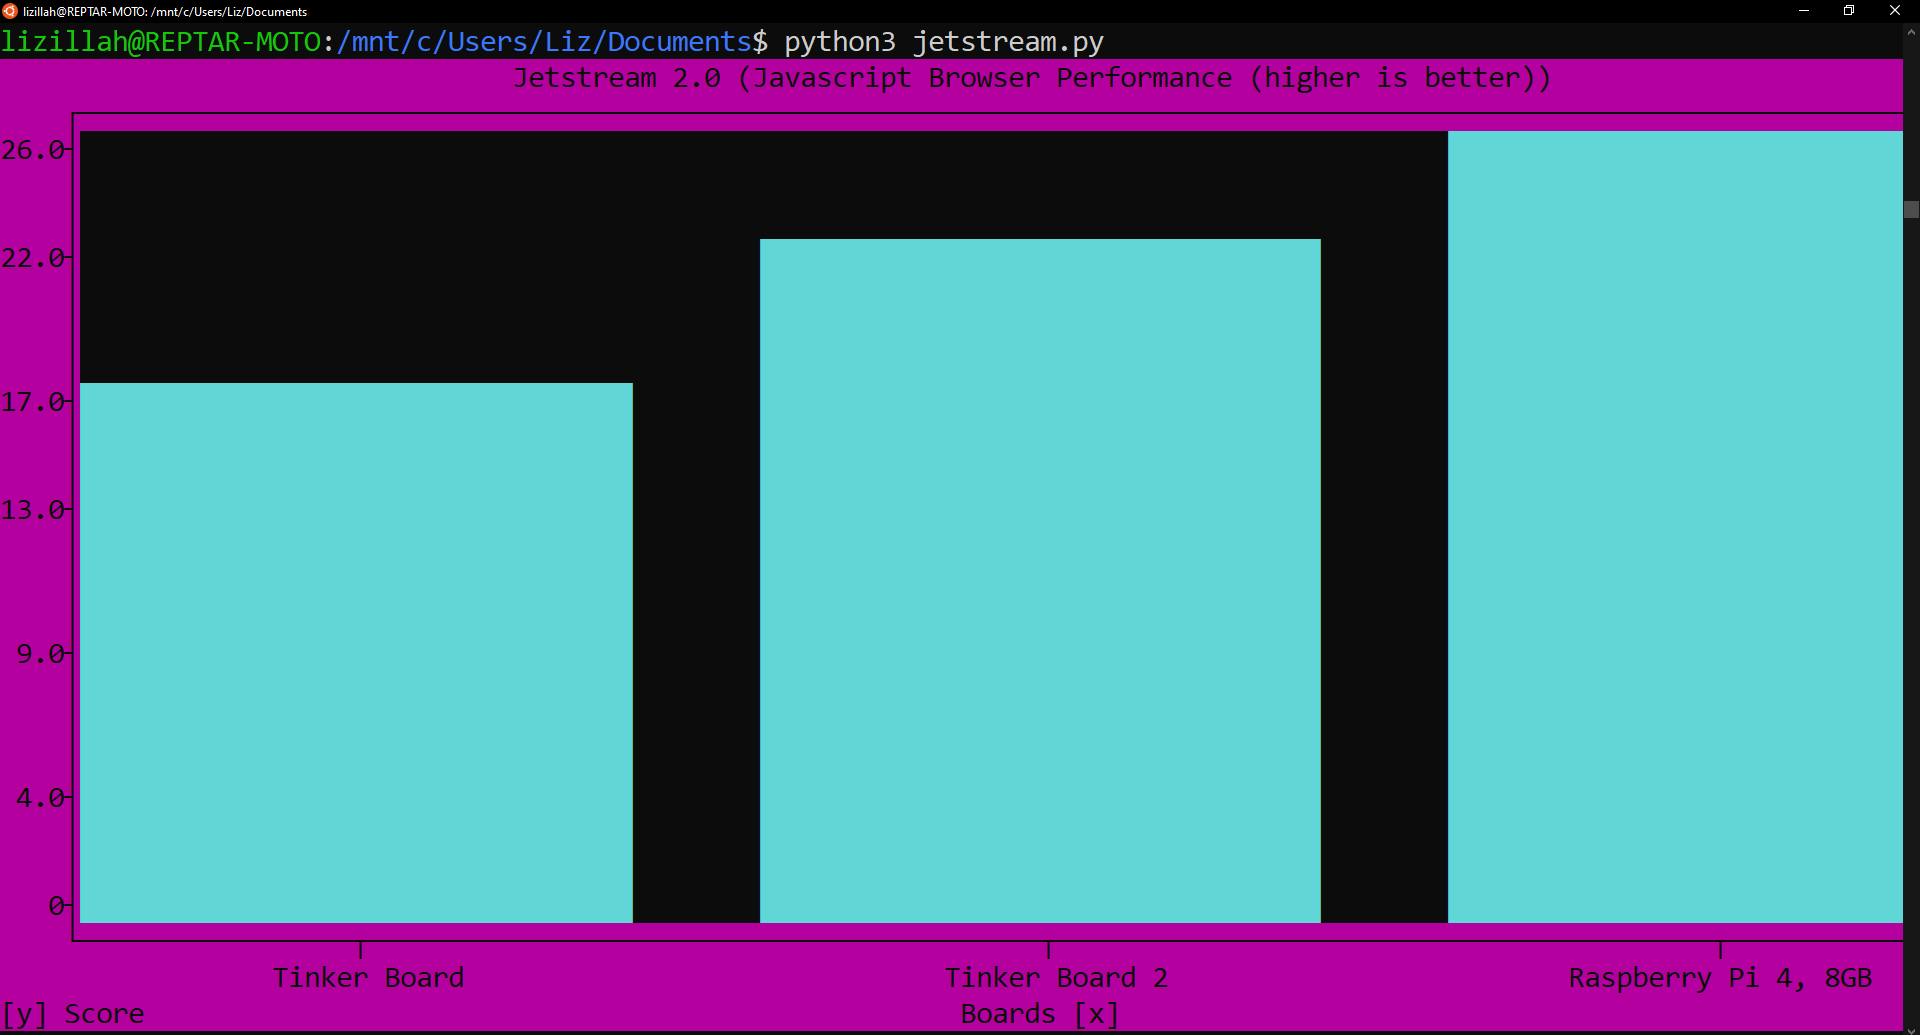 lizillah@REPTAR-MOTO: /mnt/c/Users/Liz/Documents
lizillah@REPTAR-MOTO:/mnt/c/Users/Liz/Documents$ python3 jetstream.py
Jetstream 2.0 (Javascript Browser Performance (higher is better))
26.0
22.0
17.0
13.0
9.0
4.0
0
Tinker Board Tinker Board 2 Raspberry Pi 4, 8GB
[y] Score Boards [x]